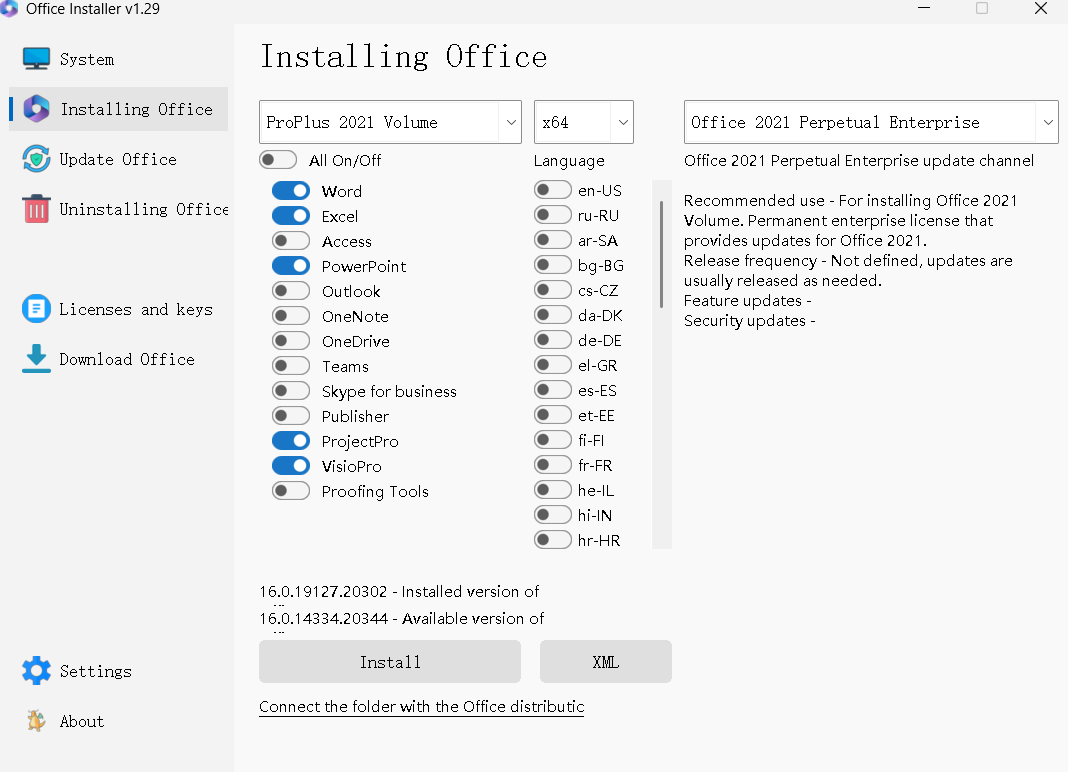 Office Installer v1.29
System
Installing Office
Update Office
Uninstalling Office
Licenses and keys
Download Office
Settings
About
Installing Office
ProPlus 2021 Volume
x64
Office 2021 Perpetual Enterprise
All On/Off
Word
Excel
Access
PowerPoint
Outlook
OneNote
OneDrive
Teams
Skype for business
Publisher
ProjectPro
VisioPro
Proofing Tools
Language
en-US
ru-RU
ar-SA
bg-BG
cs-CZ
da-DK
de-DE
el-GR
es-ES
et-EE
fi-FI
fr-FR
he-IL
hi-IN
hr-HR
Office 2021 Perpetual Enterprise update channel
Recommended use - For installing Office 2021
Volume. Permanent enterprise license that
provides updates for Office 2021.
Release frequency - Not defined, updates are
usually released as needed.
Feature updates -
Security updates -
16.0.19127.20302 - Installed version of
16.0.14334.20344 - Available version of
Install
XML
Connect the folder with the Office distributic